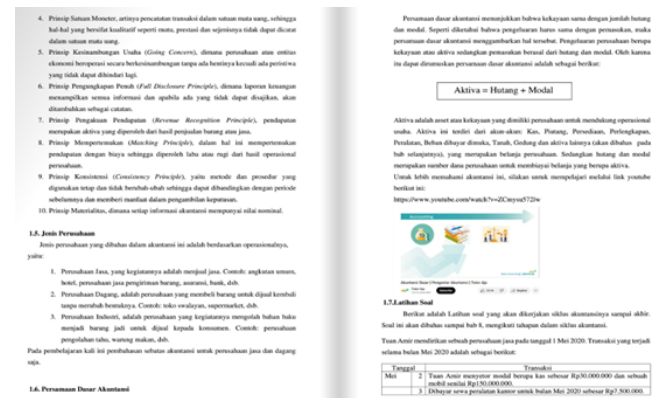 4. Prinsip Satuan Moneter, artinya pencatatan transaksi dalam satuan mata uang, sehingga
hal-hal yang bersifat kualitatif seperti mutu, prestasi dan sejenisnya tidak dapat dicatat
dalam satuan mata uang.
5. Prinsip Kesinambungan Usaha (Going Concern), dimana perusahaan atau entitas
ekonomi beroperasi secara berkesinambungan tanpa ada hentinya kecuali ada peristiwa
yang tidak dapat dihindari lagi.
6. Prinsip Pengungkapan Penuh (Full Disclosure Principle), dimana laporan keuangan
menampilkan semua informasi dan apabila ada yang tidak dapat disajikan, akan
ditambahkan sebagai catatan.
7. Prinsip Pengakuan Pendapatan (Revenue Recognition Principle), pendapatan
merupakan aktiva yang diperoleh dari hasil penjualan barang atau jasa.
8. Prinsip Mempertemukan (Matching Principle), dalam hal ini mempertemukan
pendapatan dengan biaya sehingga diperoleh laba atau rugi dari hasil operasional
perusahaan.
9. Prinsip Konsistensi (Consistency Principle), yaitu metode dan prosedur yang
digunakan tetap dan tidak berubah-ubah sehingga dapat dibandingkan dengan periode
sebelumnya dan memberi manfaat dalam pengambilan keputusan.
10. Prinsip Materialitas, dimana setiap informasi akuntansi mempunyai nilai nominal.
1.5. Jenis Perusahaan
Jenis perusahaan yang dibahas dalam akuntansi ini adalah berdasarkan operasionalnya,
yaitu:
1. Perusahaan Jasa, yang kegiatannya adalah menjual jasa. Contoh: angkutan umum,
hotel, perusahaan jasa pengiriman barang, asuransi, bank, dsb.
2. Perusahaan Dagang, adalah perusahaan yang membeli barang untuk dijual kembali
tanpa merubah bentuknya. Contoh: toko swalayan, supermarket, dsb.
3. Perusahaan Industri, adalah perusahaan yang kegiatannya mengolah bahan baku
menjadi barang jadi untuk dijual kepada konsumen. Contoh: perusahaan
pengolahan tahu, warung makan, dsb.
Pada pembelajaran kali ini pembahasan sebatas akuntansi untuk perusahaan jasa dan dagang
saja.
1.6. Persamaan Dasar Akuntansi
Persamaan dasar akuntansi menunjukkan bahwa kekayaan sama dengan jumlah hutang
dan modal. Seperti diketahui bahwa pengeluaran harus sama dengan pemasukan, maka
persamaan dasar akuntansi menggambarkan hal tersebut. Pengeluaran perusahaan berupa
kekayaan atau aktiva sedangkan pemasukan berasal dari hutang dan modal. Oleh karena
itu dapat dirumuskan persamaan dasar akuntansi adalah sebagai berikut:
Aktiva = Hutang + Modal
Aktiva adalah asset atau kekayaan yang dimiliki perusahaan untuk mendukung operasional
usaha. Aktiva ini terdiri dari akun-akun: Kas, Piutang, Persediaan, Perlengkapan,
Peralatan, Beban dibayar dimuka, Tanah, Gedung dan aktiva lainnya (akan dibahas pada
bab selanjutnya), yang merupakan belanja perusahaan. Sedangkan hutang dan modal
merupakan sumber dana perusahaan untuk membiayai belanja yang berupa aktiva.
Untuk lebih memahami akuntansi ini, silakan untuk mempelajari melalui link youtube
berikut ini:
Accounting
1.7.Latihan Soal
Berikut adalah Latihan soal yang akan dikerjakan siklus akuntansinya sampai akhir.
Soal ini akan dibahas sampai bab 8, mengikuti tahapan dalam siklus akuntansi.
Tuan Amir mendirikan sebuah perusahaan jasa pada tanggal 1 Mei 2020. Transaksi yang terjadi
selama bulan Mei 2020 adalah sebagai berikut:
Tanggal Transaksi
Mei 2 Tuan Amir menyetor modal berupa kas sebesar Rp30.000.000 dan sebuah
mobil senilai Rp150.000.000.
3 Dibayar sewa peralatan kantor untuk bulan Mei 2020 sebesar Rp7.500.000.